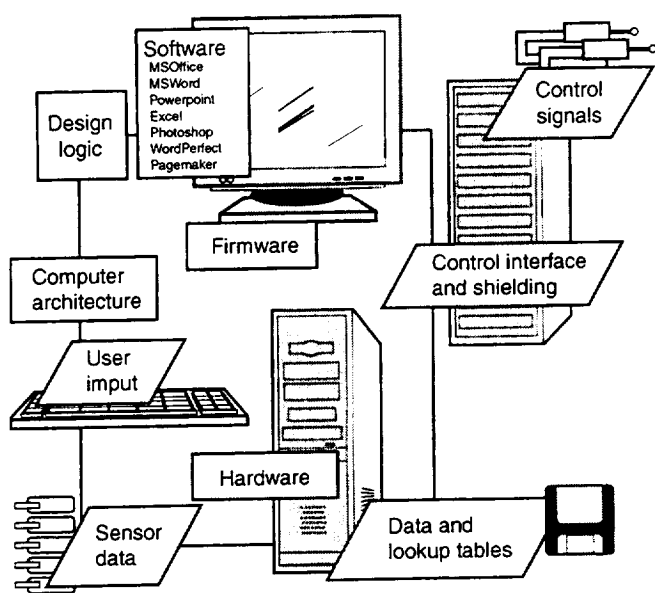 Software
MSOffice
MSWord
Powerpoint
Excel
Photoshop
WordPerfect
Pagemaker
Design
logic
Control
signals
Firmware
Control interface
and shielding
Computer
architecture
User
imput
Hardware
Sensor
data
Data and
lookup tables